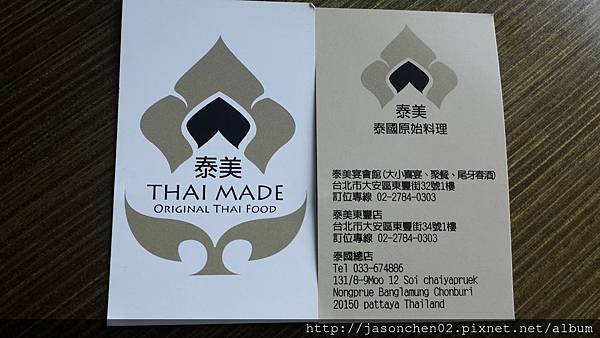 泰美
THAI MADE
ORIGINAL THAI FOOD
泰美
泰國原始料理
泰美宴會館(大小喜宴、聚餐、尾牙春酒)
台北市大安區東豐街32號1樓
訂位專線 02-2784-0303
泰美東豐店
台北市大安區東豐街34號1樓
訂位專線 02-2784-0303
泰國總店
Tel 033-674886
131/8-9Moo 12 Soi chaiyapruek
Nongprue Banglamung Chonburi
20150 pattaya Thailand
http://jasonchen02.pixnet.net/album